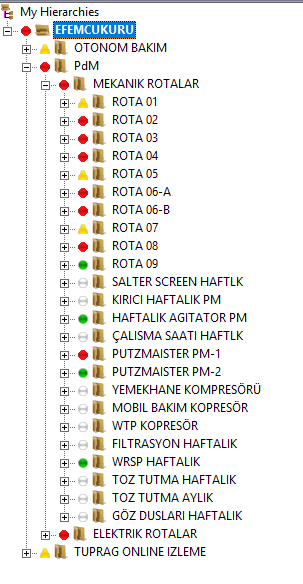 My Hierarchies
EFEMCUKURU
OTONOM BAKIM
PdM
MEKANIK ROTALAR
ROTA 01
ROTA 02
ROTA 03
ROTA 04
ROTA 05
ROTA 06-A
ROTA 06-B
ROTA 07
ROTA 08
ROTA 09
SALTER SCREEN HAFTLK
KIRICI HAFTALIK PM
HAFTALIK AGITATOR PM
ÇALISMA SAATI HAFTLK
PUTZMAISTER PM-1
PUTZMAISTER PM-2
YEMEKHANE KOMPRESÖRÜ
MOBIL BAKIM KOPRESÖR
WTP KOPRESÖR
FILTRASYON HAFTALIK
WRSP HAFTALIK
TOZ TUTMA HAFTALIK
TOZ TUTMA AYLIK
GÖZ DUSLARI HAFTALIK
ELEKTRIK ROTALAR
TUPRAG ONLINE IZLEME